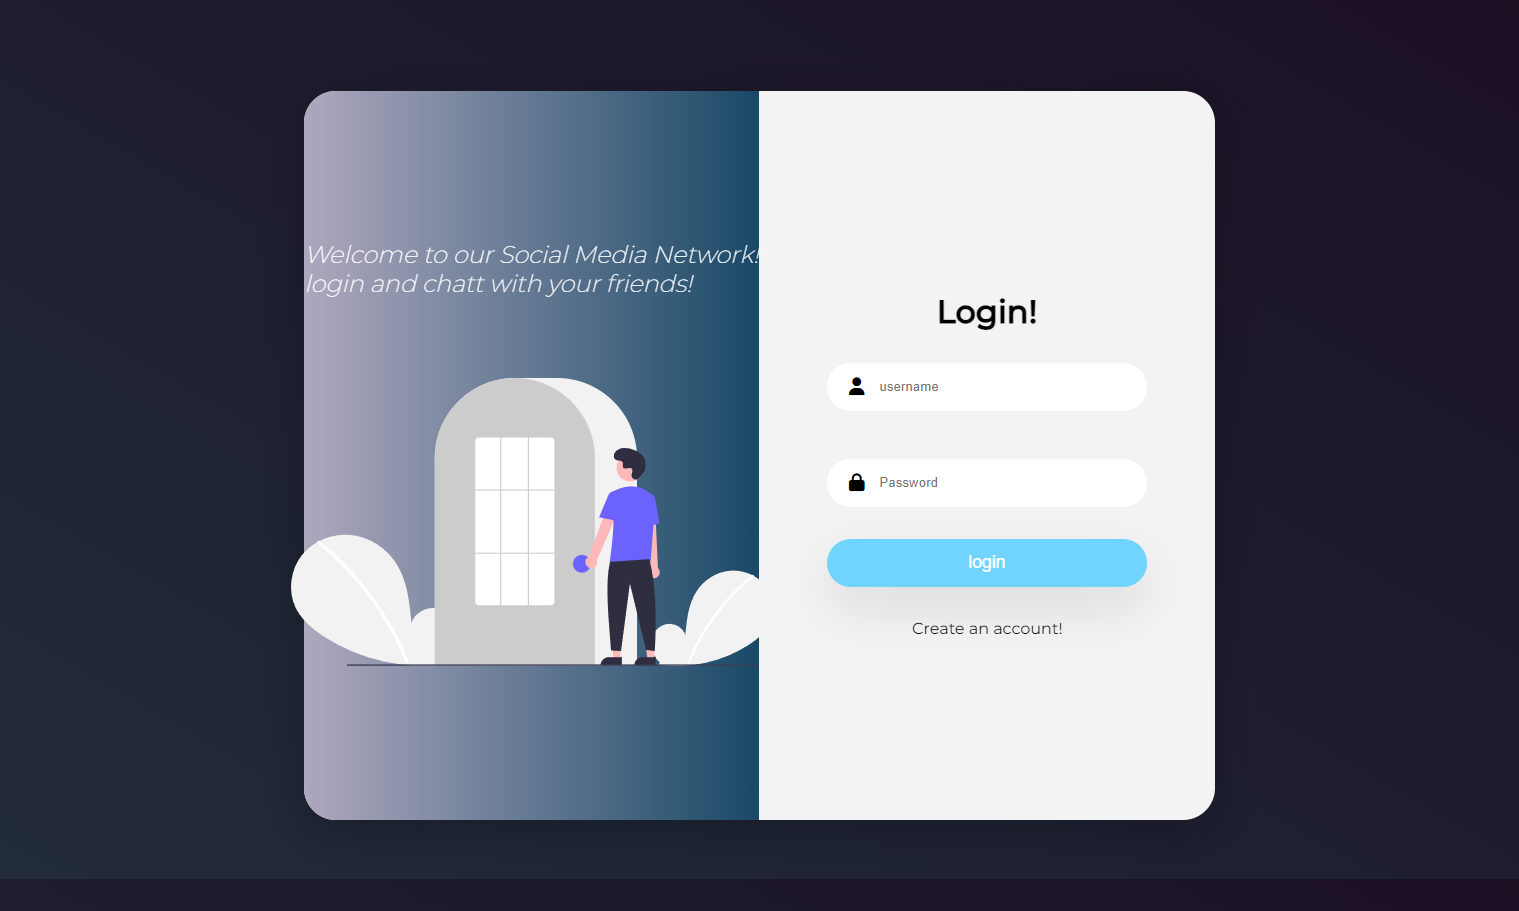 Welcome to our Social Media Network!
login and chatt with your friends!
Login!
username
Password
login
Create an account!